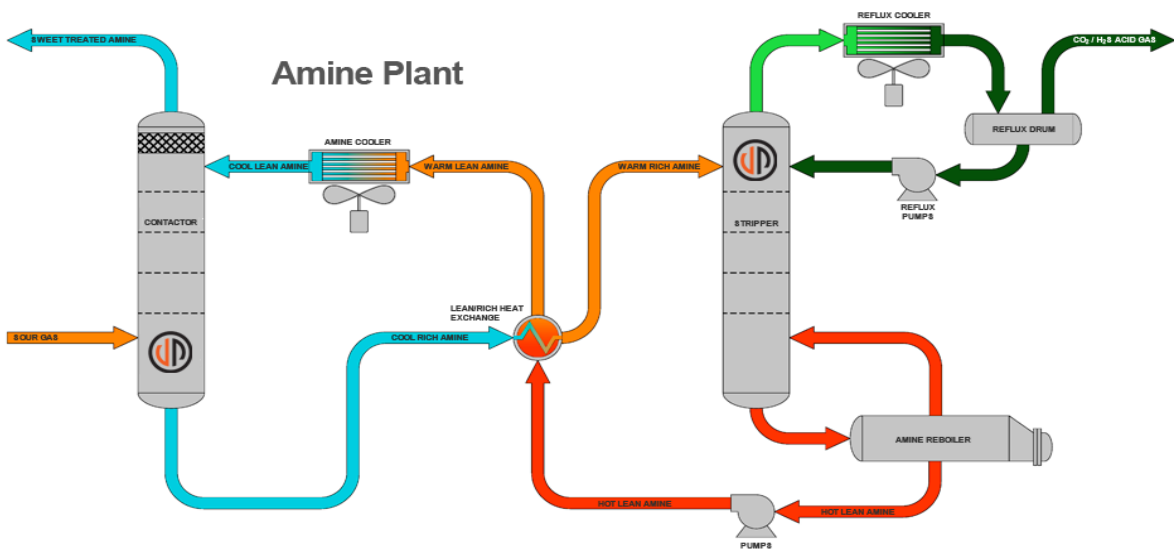 REFLUX COOLER
SWEET TREATED AMINE
CO₂ / H₂S ACID GAS
Amine Plant
REFLUX DRUM
AMINE COOLER
COOL LEAN AMINE
WARM LEAN AMINE
WARM RICH AMINE
REFLUX
PUMPS
CONTACTOR
STRIPPER
LEAN/RICH HEAT
EXCHANGE
SOUR GAS
COOL RICH AMINE
AMINE REBOILER
HOT LEAN AMINE
HOT LEAN AMINE
PUMPS